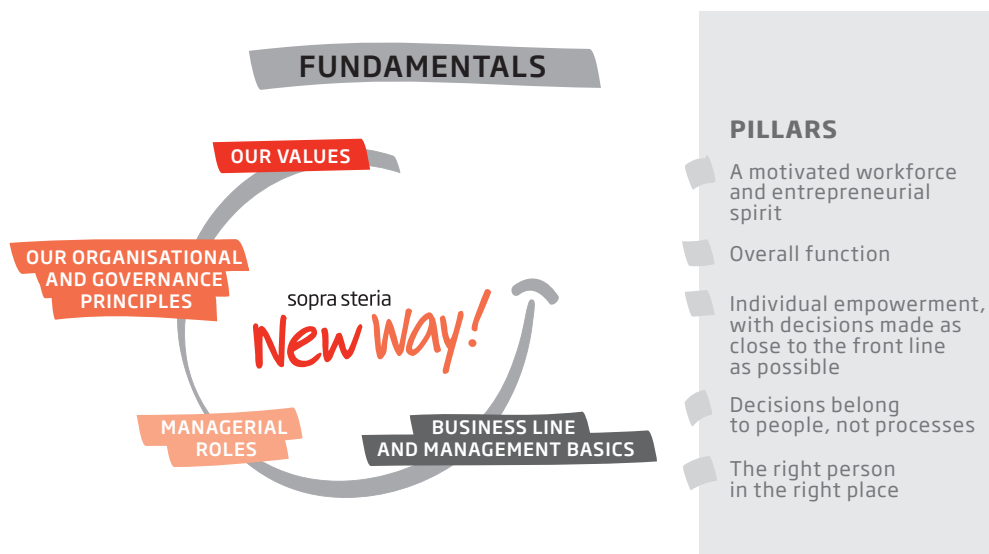 FUNDAMENTALS
OUR VALUES
OUR ORGANISATIONAL
AND GOVERNANCE
PRINCIPLES
sopra steria
New Way!
MANAGERIAL
ROLES
BUSINESS LINE
AND MANAGEMENT BASICS
PILLARS
A motivated workforce
and entrepreneurial
spirit
Overall function
Individual empowerment,
with decisions made as
close to the front line
as possible
Decisions belong
to people, not processes
The right person
in the right place